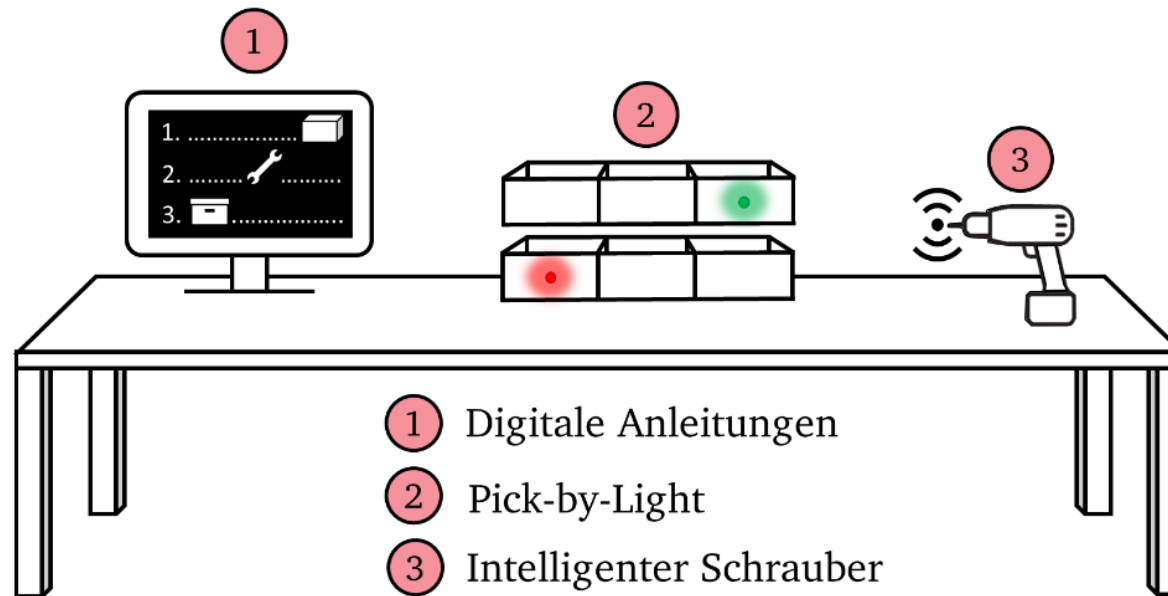 1
2
3
1. .................
2. ......... ..........
3. ..................
1 Digitale Anleitungen
2 Pick-by-Light
3 Intelligenter Schrauber